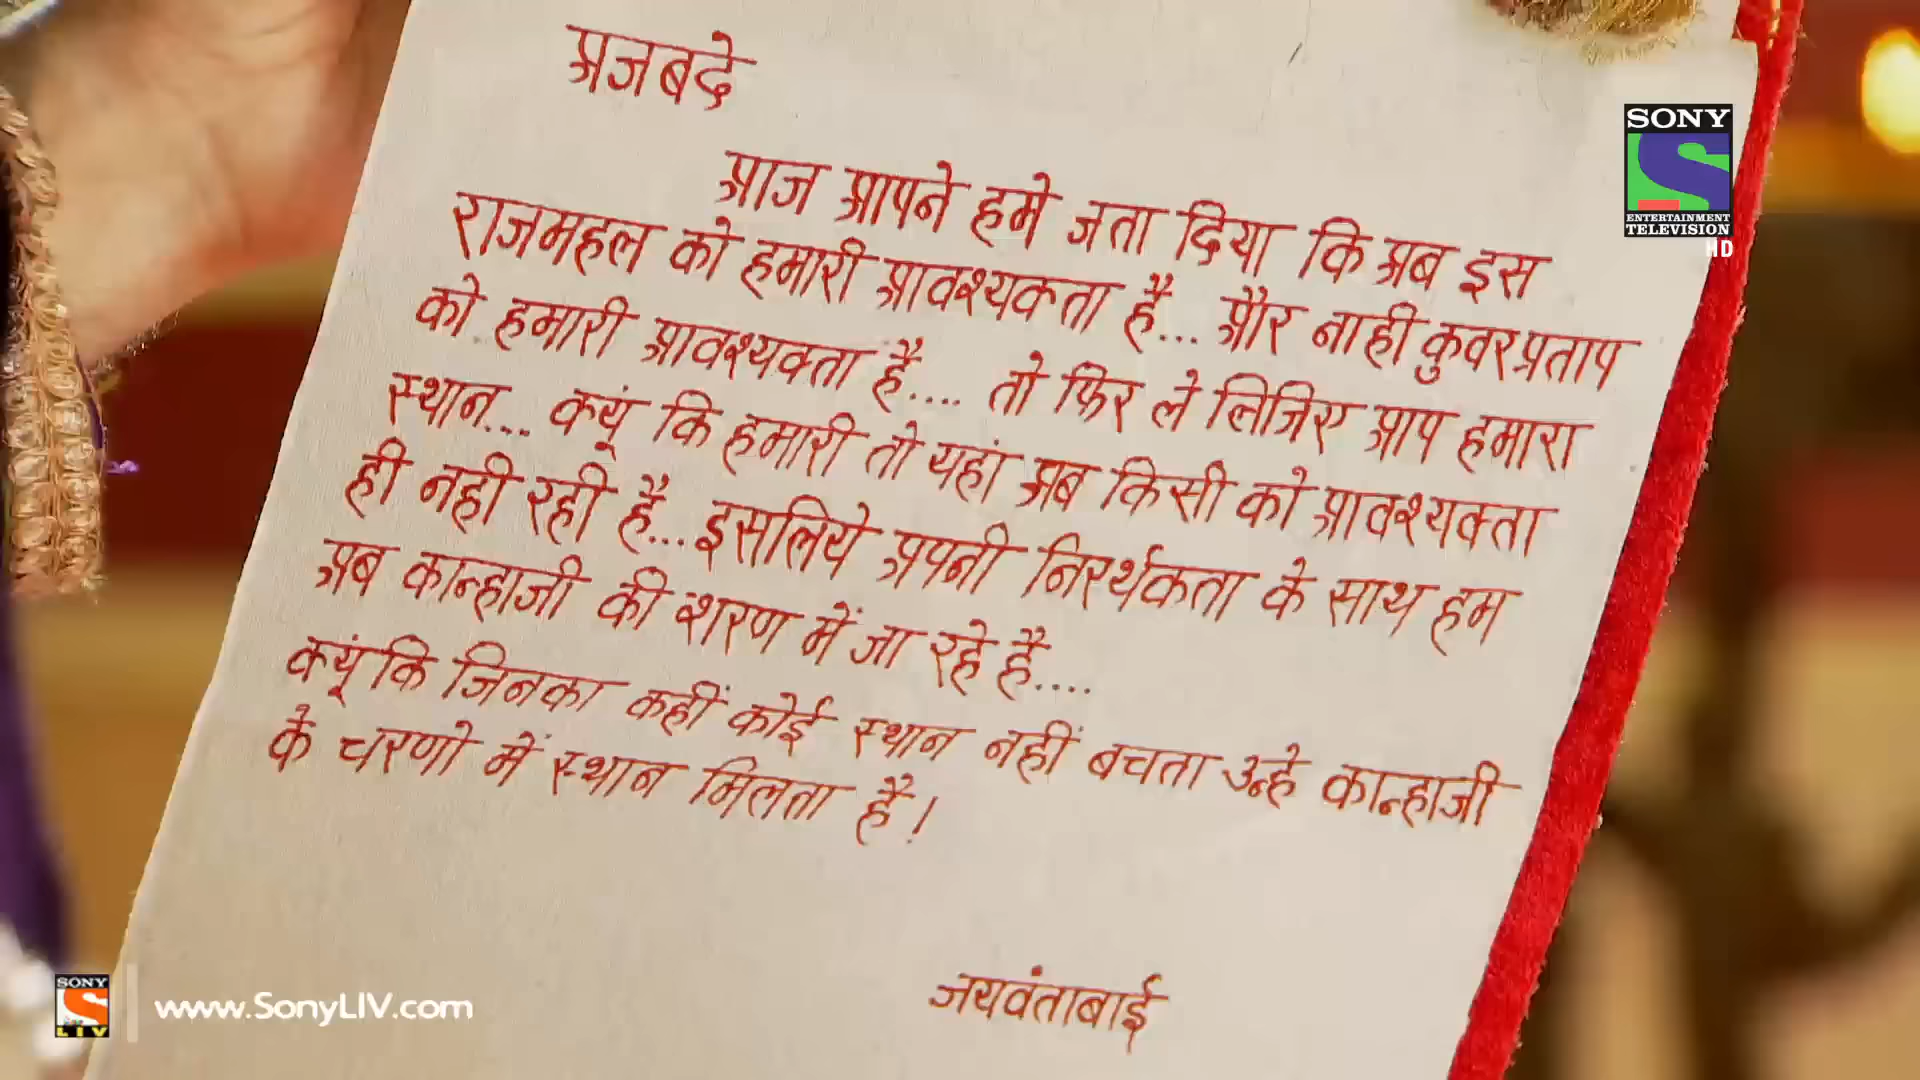 अजबदे
आज आपने हमे जता दिया कि अब इस
राजमहल को हमारी आवश्यकता है... और नाही कुवरप्रताप
को हमारी आवश्यक्ता है.... तो फिर ले लिजिए आप हमारा
स्थान... क्यूं कि हमारी तो यहां अब किसी को आवश्यक्ता
ही नही रही है... इसलिये अपनी निरर्थकता के साथ हम
अब कान्हाजी की शरण में जा रहे है....
क्यूं कि जिनका कहीं कोई स्थान नहीं बचता उन्हे कान्हाजी
के चरणो में स्थान मिलता है।
जयवंताबाई
SONY
ENTERTAINMENT
TELEVISION
HD
SONY
LIV
www.SonyLIV.com